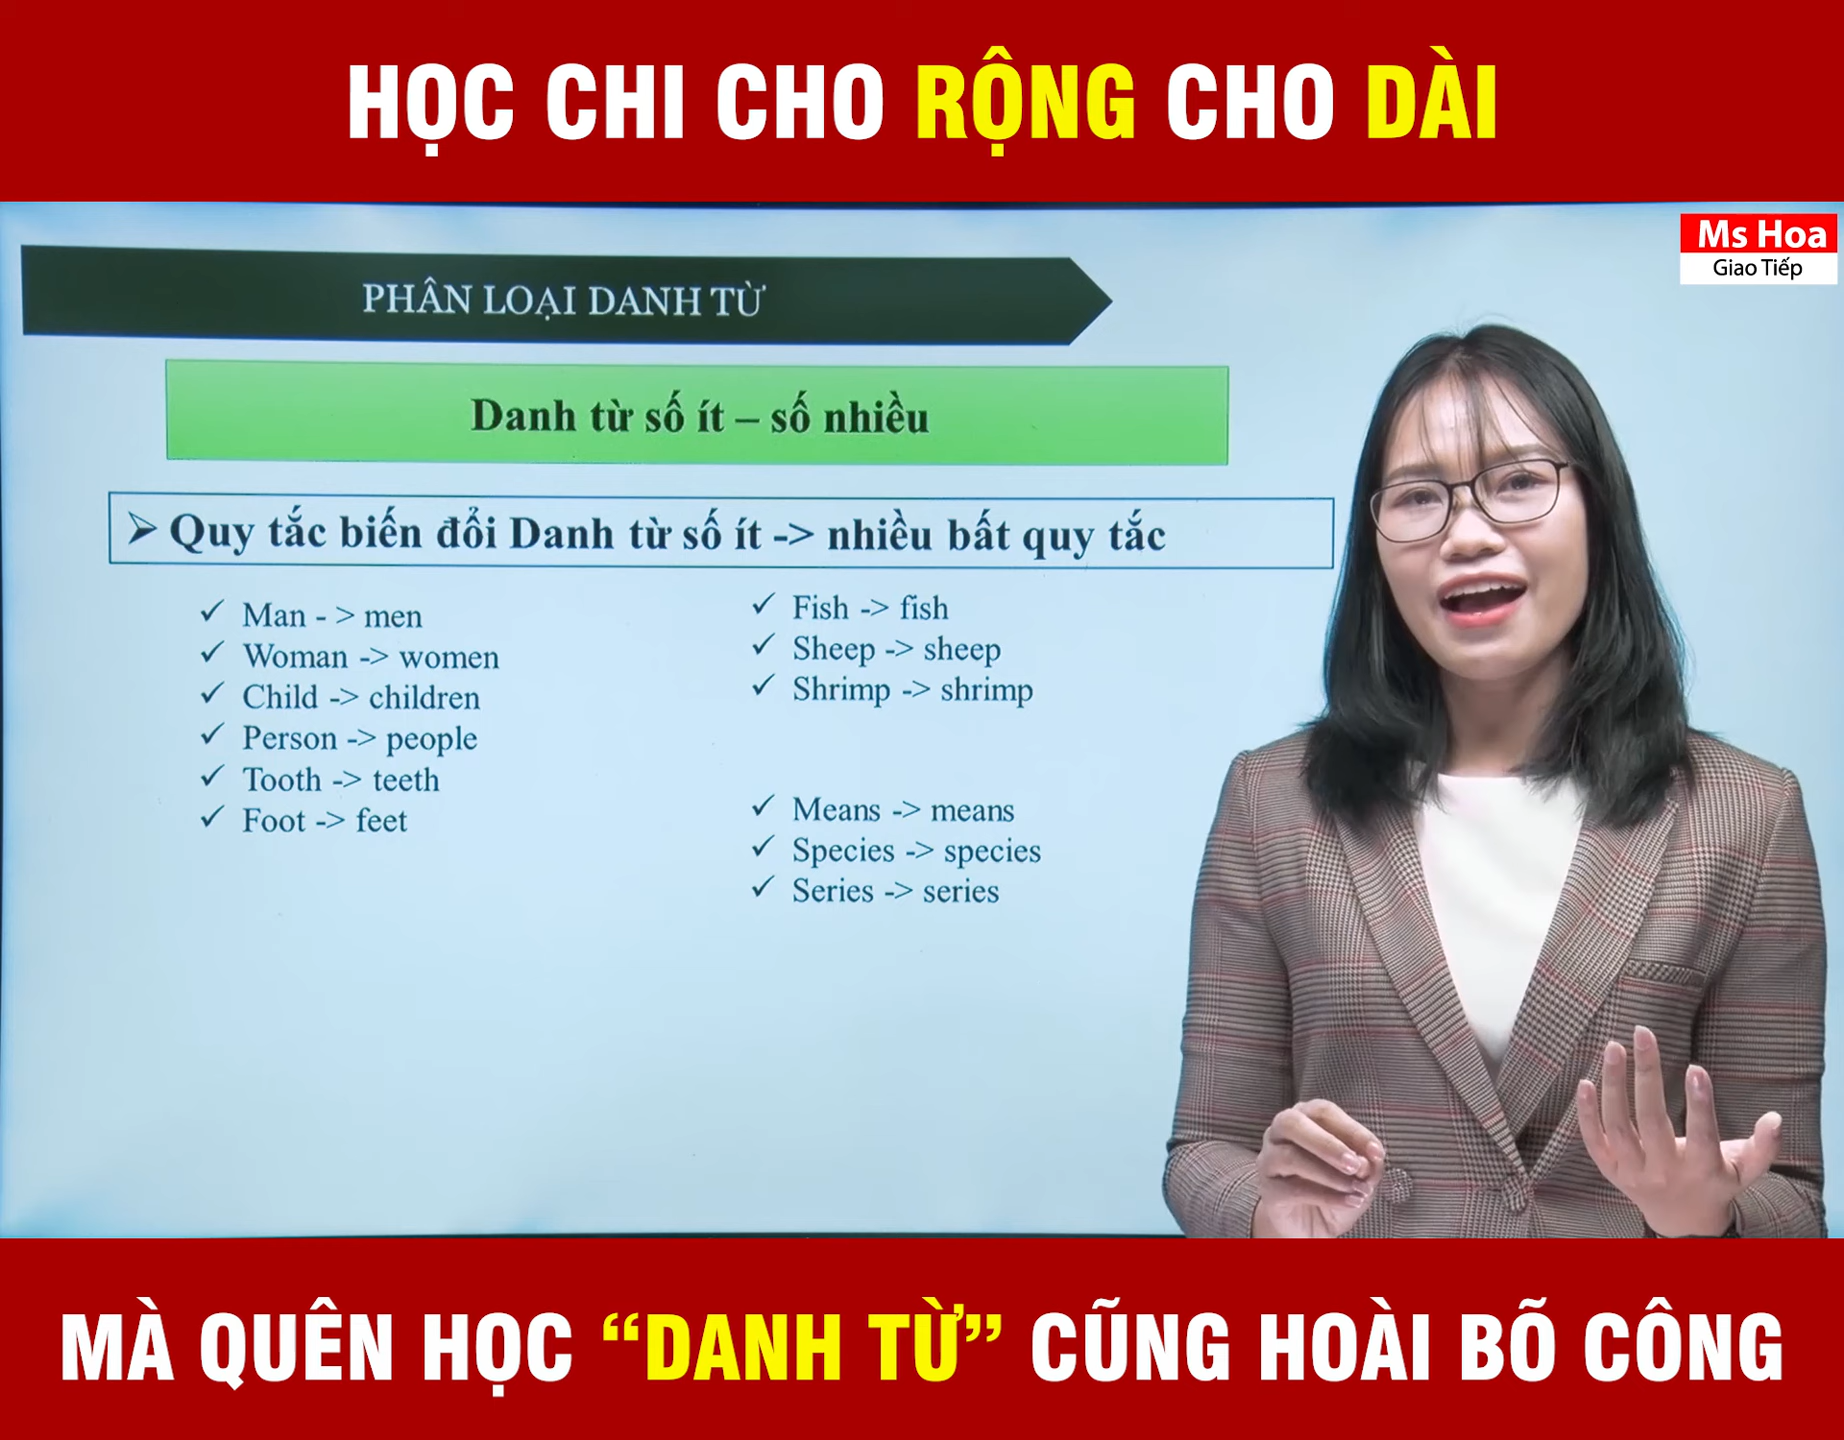 HỌC CHI CHO RỘNG CHO DÀI
Ms Hoa
Giao Tiếp
PHÂN LOẠI DANH TỪ
Danh từ số ít – số nhiều
➢ Quy tắc biến đổi Danh từ số ít -> nhiều bất quy tắc
✓ Man - > men
✓ Woman -> women
✓ Child -> children
✓ Person -> people
✓ Tooth -> teeth
✓ Foot -> feet
✓ Fish -> fish
✓ Sheep -> sheep
✓ Shrimp -> shrimp
✓ Means -> means
✓ Species -> species
✓ Series -> series
MÀ QUÊN HỌC “DANH TỪ” CŨNG HOÀI BÕ CÔNG